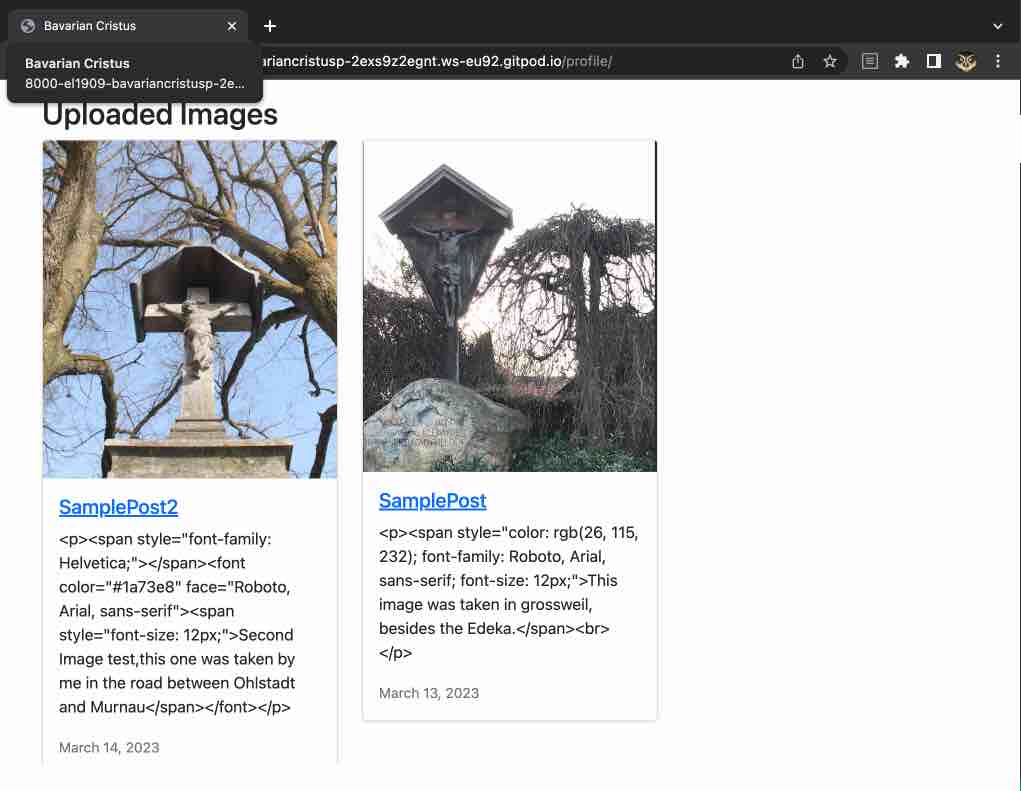 Bavarian Cristus
Bavarian Cristus
8000-el1909-bavariancristusp-2e...
ariancristusp-2exs9z2egnt.ws-eu92.gitpod.io/profile/
Uploaded Images
SamplePost2
<p><span style="font-family:
Helvetica;"></span><font
color="#1a73e8" face="Roboto,
Arial, sans-serif"><span
style="font-size: 12px;">Second
Image test,this one was taken by
me in the road between Ohlstadt
and Murnau</span></font></p>
March 14, 2023
SamplePost
<p><span style="color: rgb(26, 115,
232); font-family: Roboto, Arial,
sans-serif; font-size: 12px;">This
image was taken in grossweil,
besides the Edeka.</span><br>
</p>
March 13, 2023